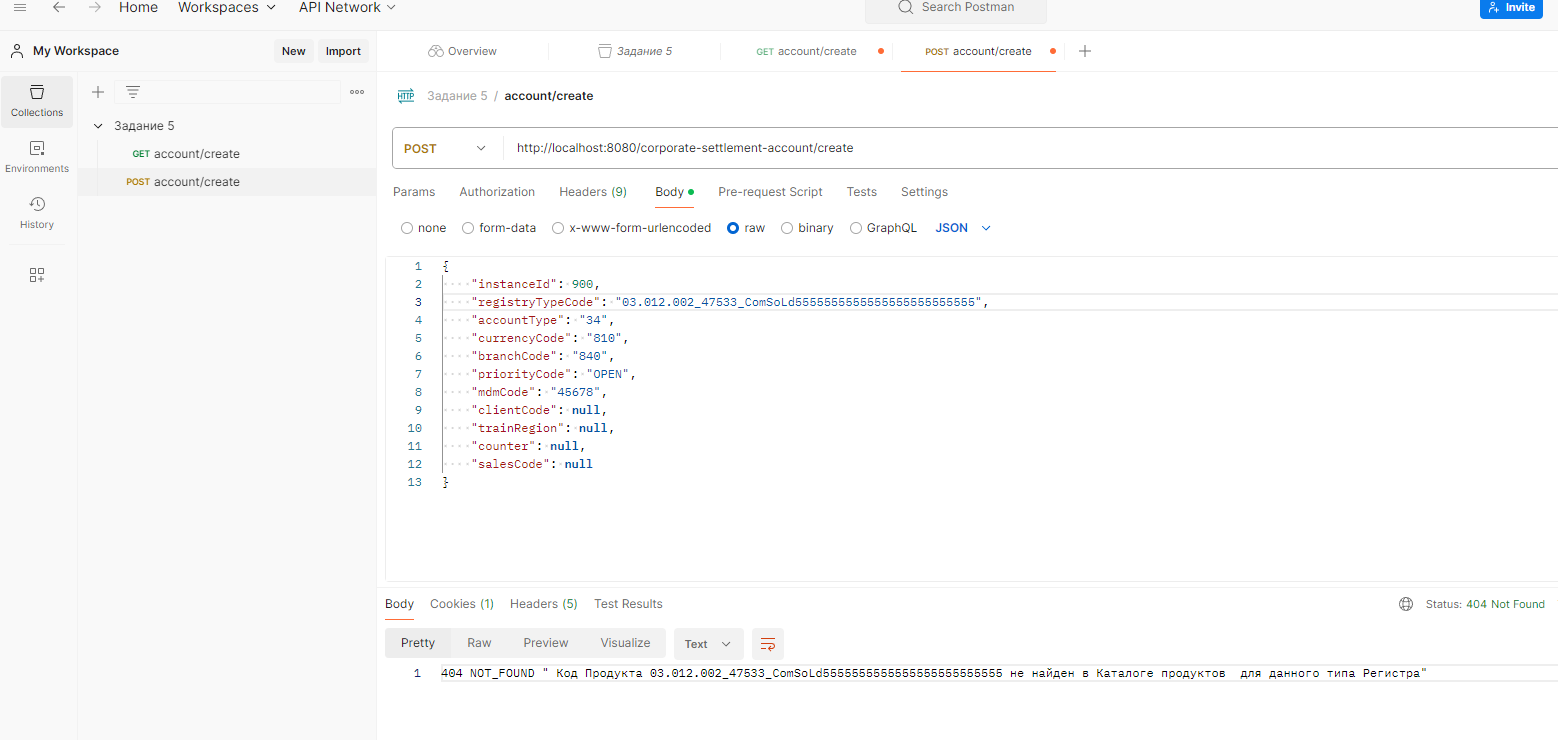 Home Workspaces API Network Search Postman Invite
My Workspace New Import Overview Задание 5 GET account/create POST account/create
Collections
Environments
History
Задание 5
GET account/create
POST account/create
HTTP Задание 5 / account/create
POST http://localhost:8080/corporate-settlement-account/create
Params Authorization Headers (9) Body Pre-request Script Tests Settings
none form-data x-www-form-urlencoded raw binary GraphQL JSON
1 {
2 "instanceId": 900,
3 "registryTypeCode": "03.012.002_47533_ComSoLd5555555555555555555555555",
4 "accountType": "34",
5 "currencyCode": "810",
6 "branchCode": "840",
7 "priorityCode": "OPEN",
8 "mdmCode": "45678",
9 "clientCode": null,
10 "trainRegion": null,
11 "counter": null,
12 "salesCode": null
13 }
Body Cookies (1) Headers (5) Test Results Status: 404 Not Found
Pretty Raw Preview Visualize Text
1 404 NOT_FOUND " Код Продукта 03.012.002_47533_ComSoLd5555555555555555555555555 не найден в Каталоге продуктов для данного типа Регистра"